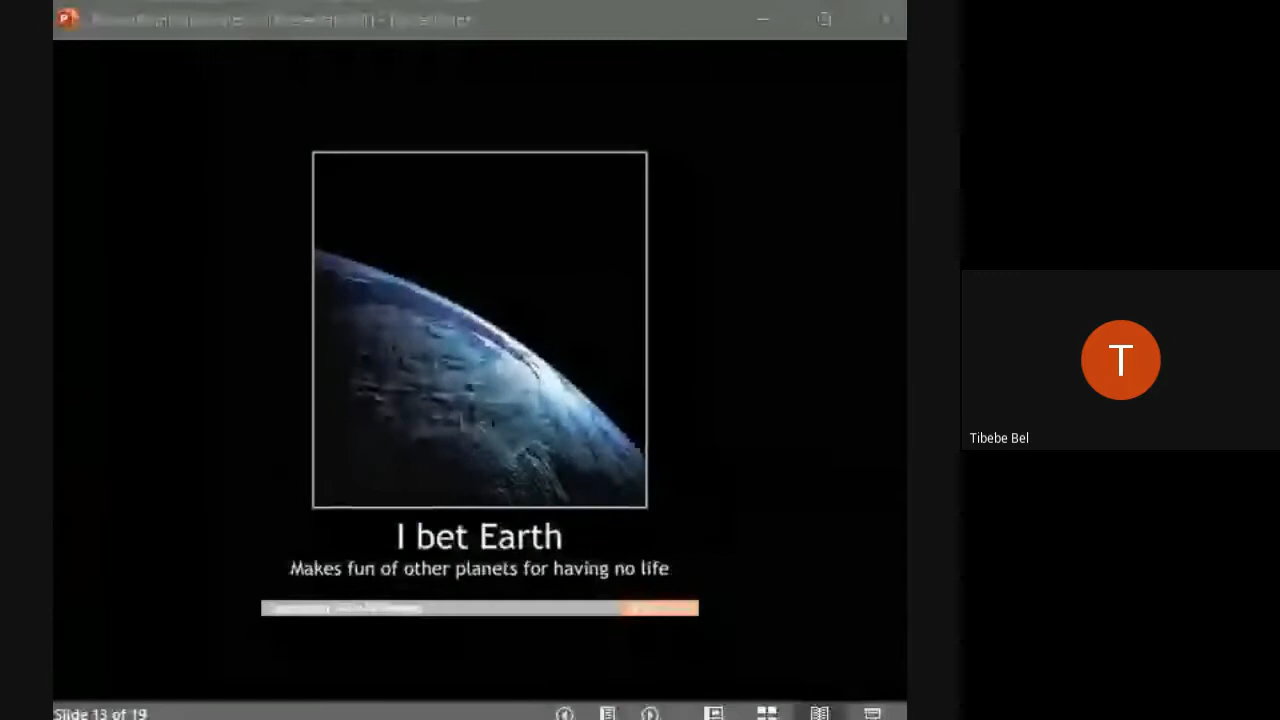 I bet Earth
Makes fun of other planets for having no life
Slide 13 of 19
T
Tibebe Bel